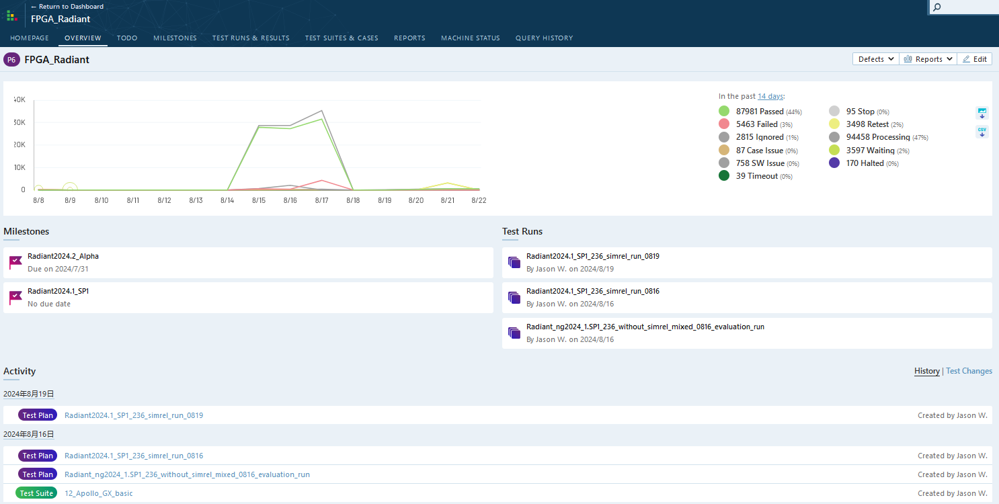 ← Return to Dashboard
FPGA_Radiant
HOMEPAGE OVERVIEW TODO MILESTONES TEST RUNS & RESULTS TEST SUITES & CASES REPORTS MACHINE STATUS QUERY HISTORY
P6 FPGA_Radiant
Defects Reports Edit
40K
30K
20K
10K
0
8/8 8/9 8/10 8/11 8/12 8/13 8/14 8/15 8/16 8/17 8/18 8/19 8/20 8/21 8/22
In the past 14 days:
87981 Passed (44%)
5463 Failed (3%)
2815 Ignored (1%)
87 Case Issue (0%)
758 SW Issue (0%)
39 Timeout (0%)
95 Stop (0%)
3498 Retest (2%)
94458 Processing (47%)
3597 Waiting (2%)
170 Halted (0%)
CSV
Milestones
Radiant2024.2_Alpha
Due on 2024/7/31
Radiant2024.1_SP1
No due date
Test Runs
Radiant2024.1_SP1_236_simrel_run_0819
By Jason W. on 2024/8/19
Radiant2024.1_SP1_236_simrel_run_0816
By Jason W. on 2024/8/16
Radiant_ng2024_1.SP1_236_without_simrel_mixed_0816_evaluation_run
By Jason W. on 2024/8/16
Activity
History | Test Changes
2024年8月19日
Test Plan Radiant2024.1_SP1_236_simrel_run_0819 Created by Jason W.
2024年8月16日
Test Plan Radiant2024.1_SP1_236_simrel_run_0816 Created by Jason W.
Test Plan Radiant_ng2024_1.SP1_236_without_simrel_mixed_0816_evaluation_run Created by Jason W.
Test Suite 12_Apollo_GX_basic Created by Jason W.